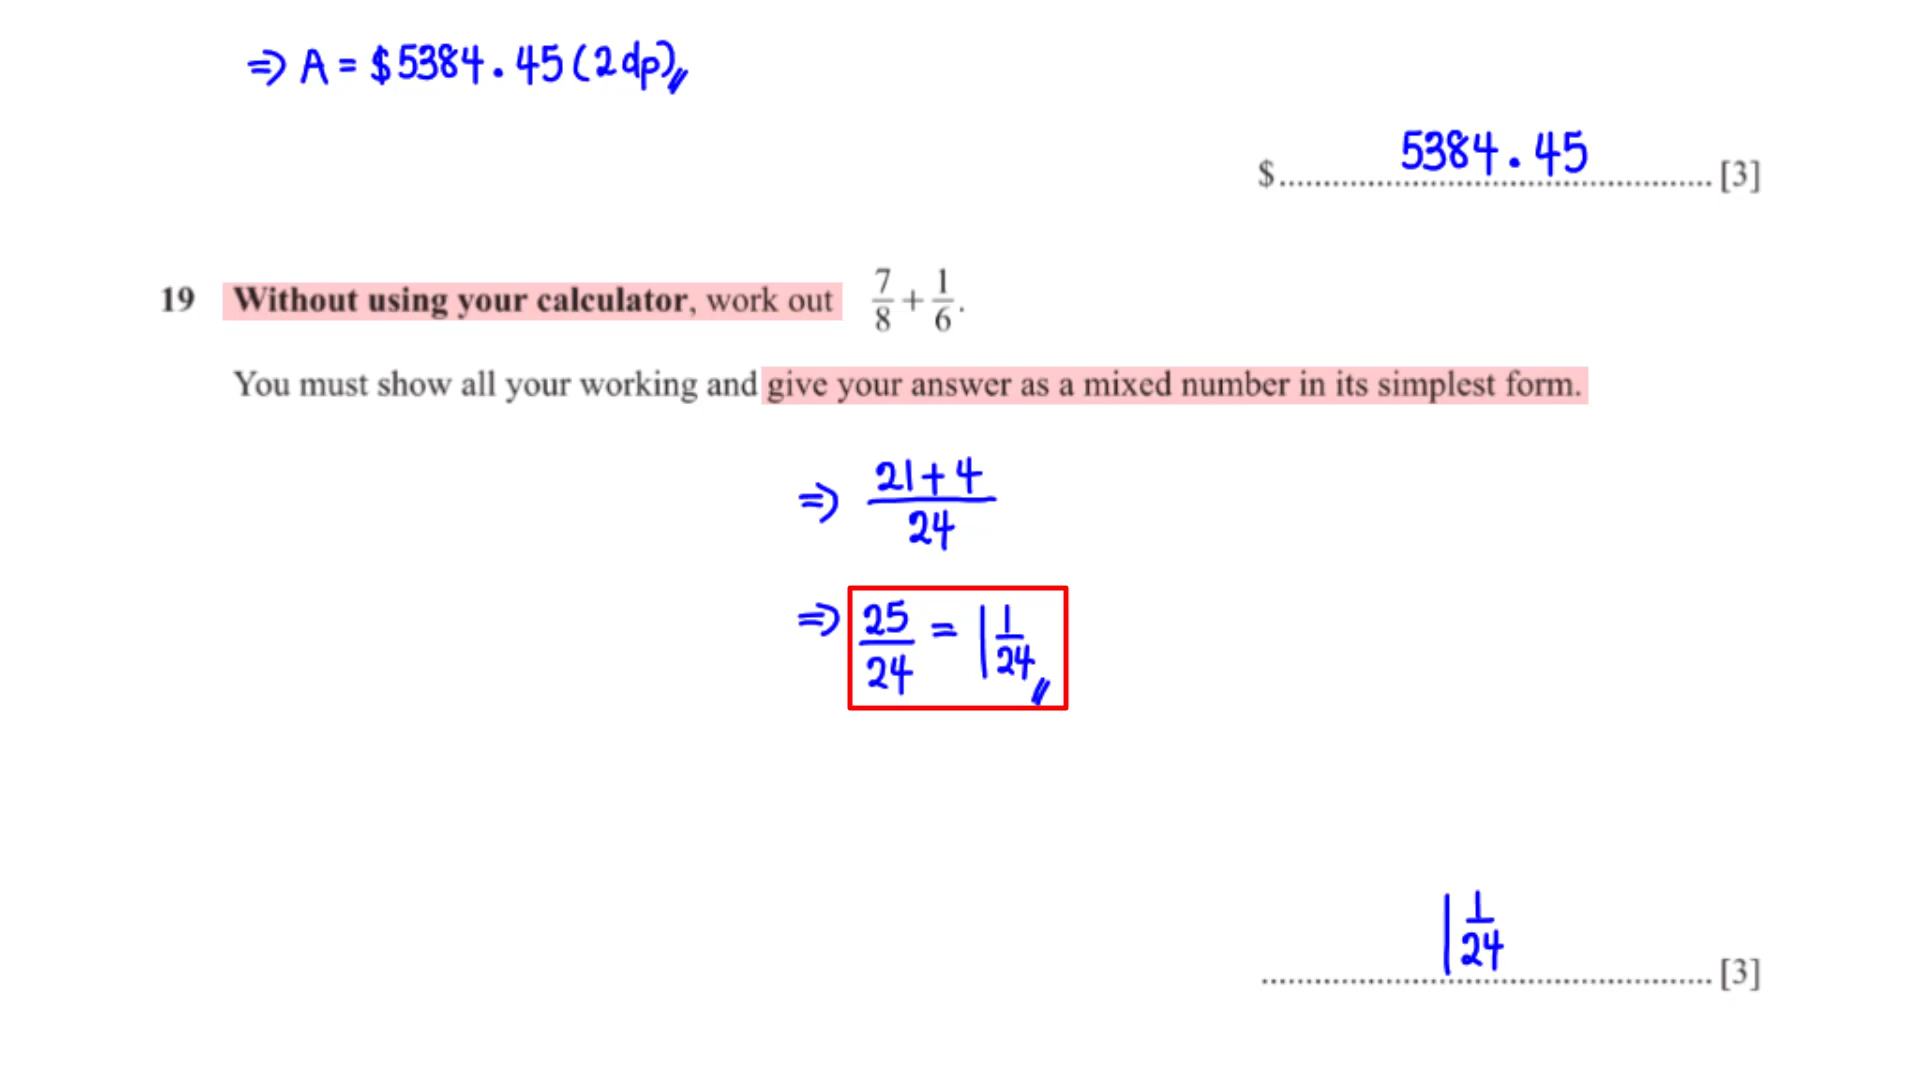 ⇒ A = $5384.45 (2dp)//
5384.45
$ ................................................. [3]
19 Without using your calculator, work out 7/8 + 1/6.
You must show all your working and give your answer as a mixed number in its simplest form.
⇒ (21+4)/24
⇒ 25/24 = 1 1/24 //
1 1/24
................................................... [3]